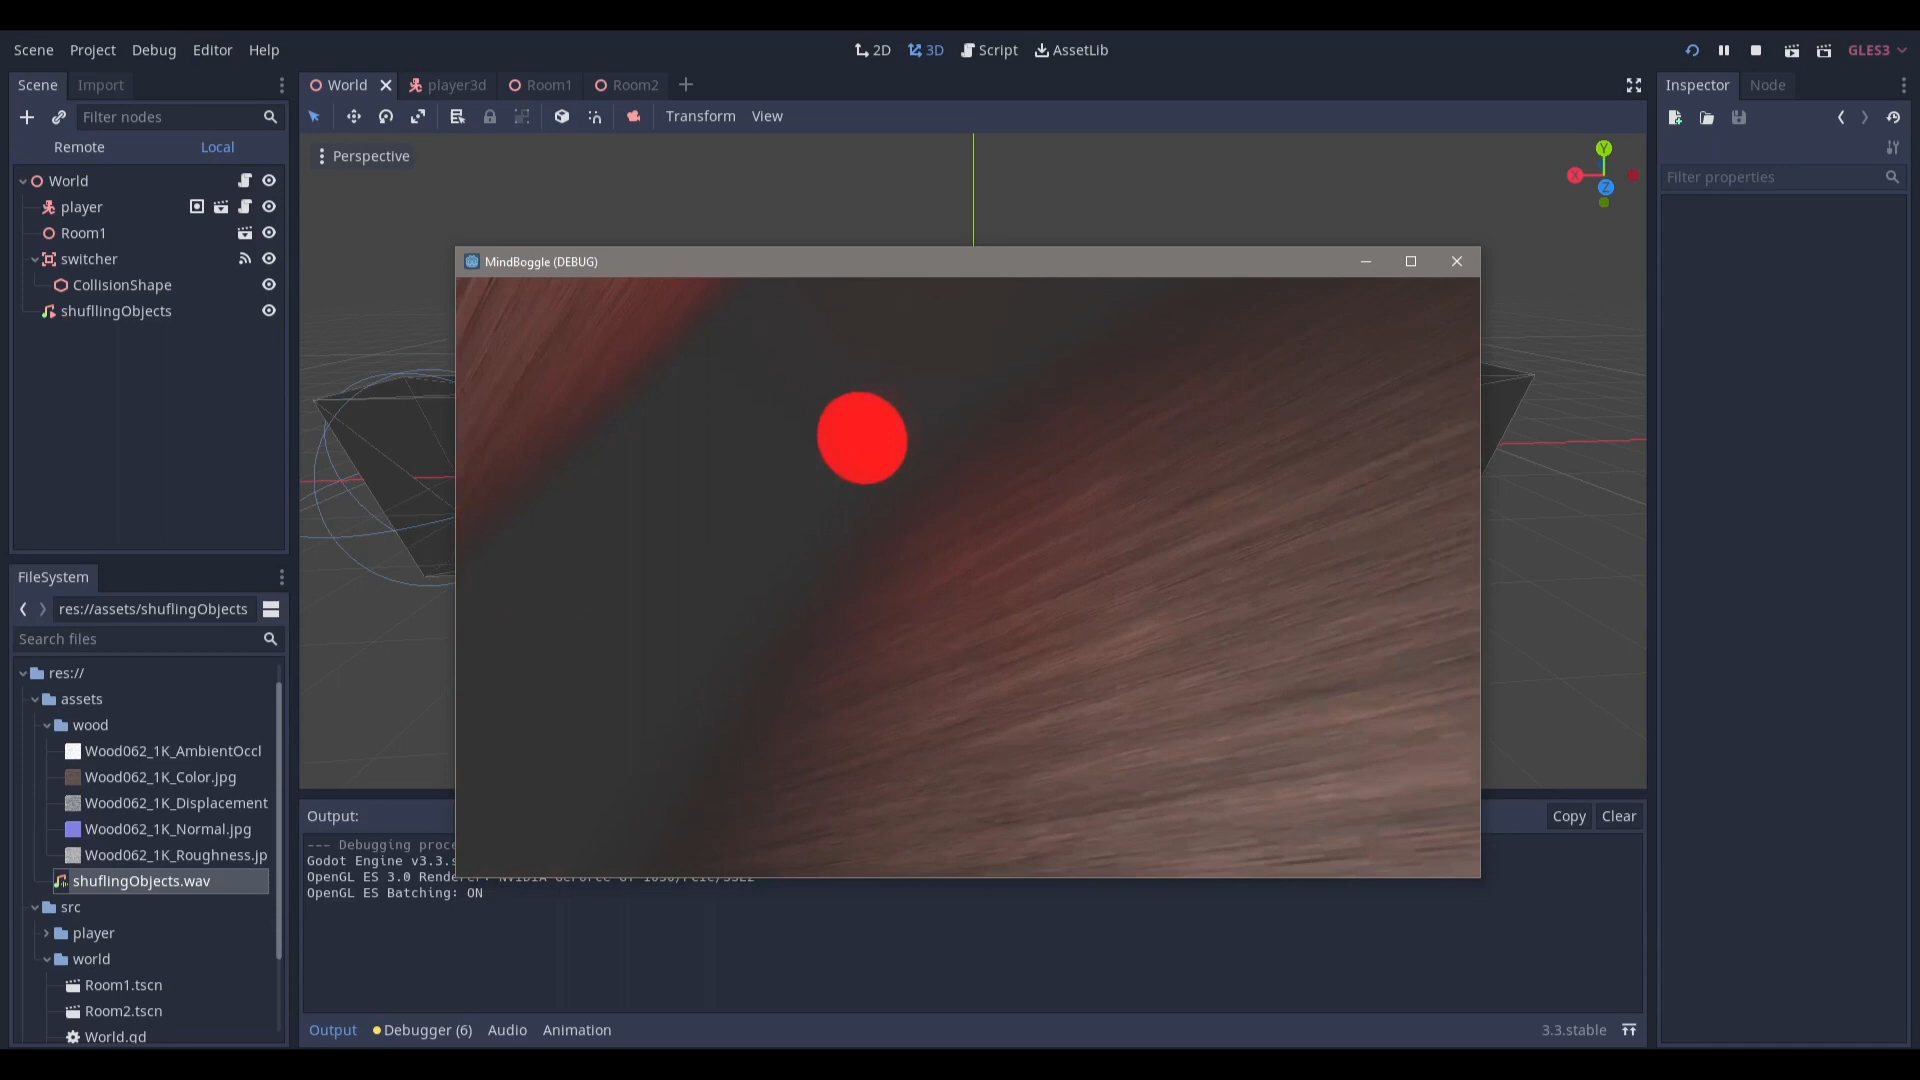 Scene Project Debug Editor Help
2D 3D Script AssetLib
GLES3
Scene Import
World player3d Room1 Room2
Inspector Node
Filter nodes
Transform View
Remote Local
Perspective
Y
X
Z
Filter properties
World
player
Room1
switcher
CollisionShape
shufllingObjects
MindBoggle (DEBUG)
FileSystem
res://assets/shuflingObjects
Search files
res://
assets
wood
Wood062_1K_AmbientOccl
Wood062_1K_Color.jpg
Wood062_1K_Displacement
Wood062_1K_Normal.jpg
Wood062_1K_Roughness.jp
shuflingObjects.wav
src
player
world
Room1.tscn
Room2.tscn
World.gd
Output: Copy Clear
--- Debugging proce
Godot Engine v3.3.s
OpenGL ES 3.0 Renderer:
OpenGL ES Batching: ON
Output Debugger (6) Audio Animation
3.3.stable